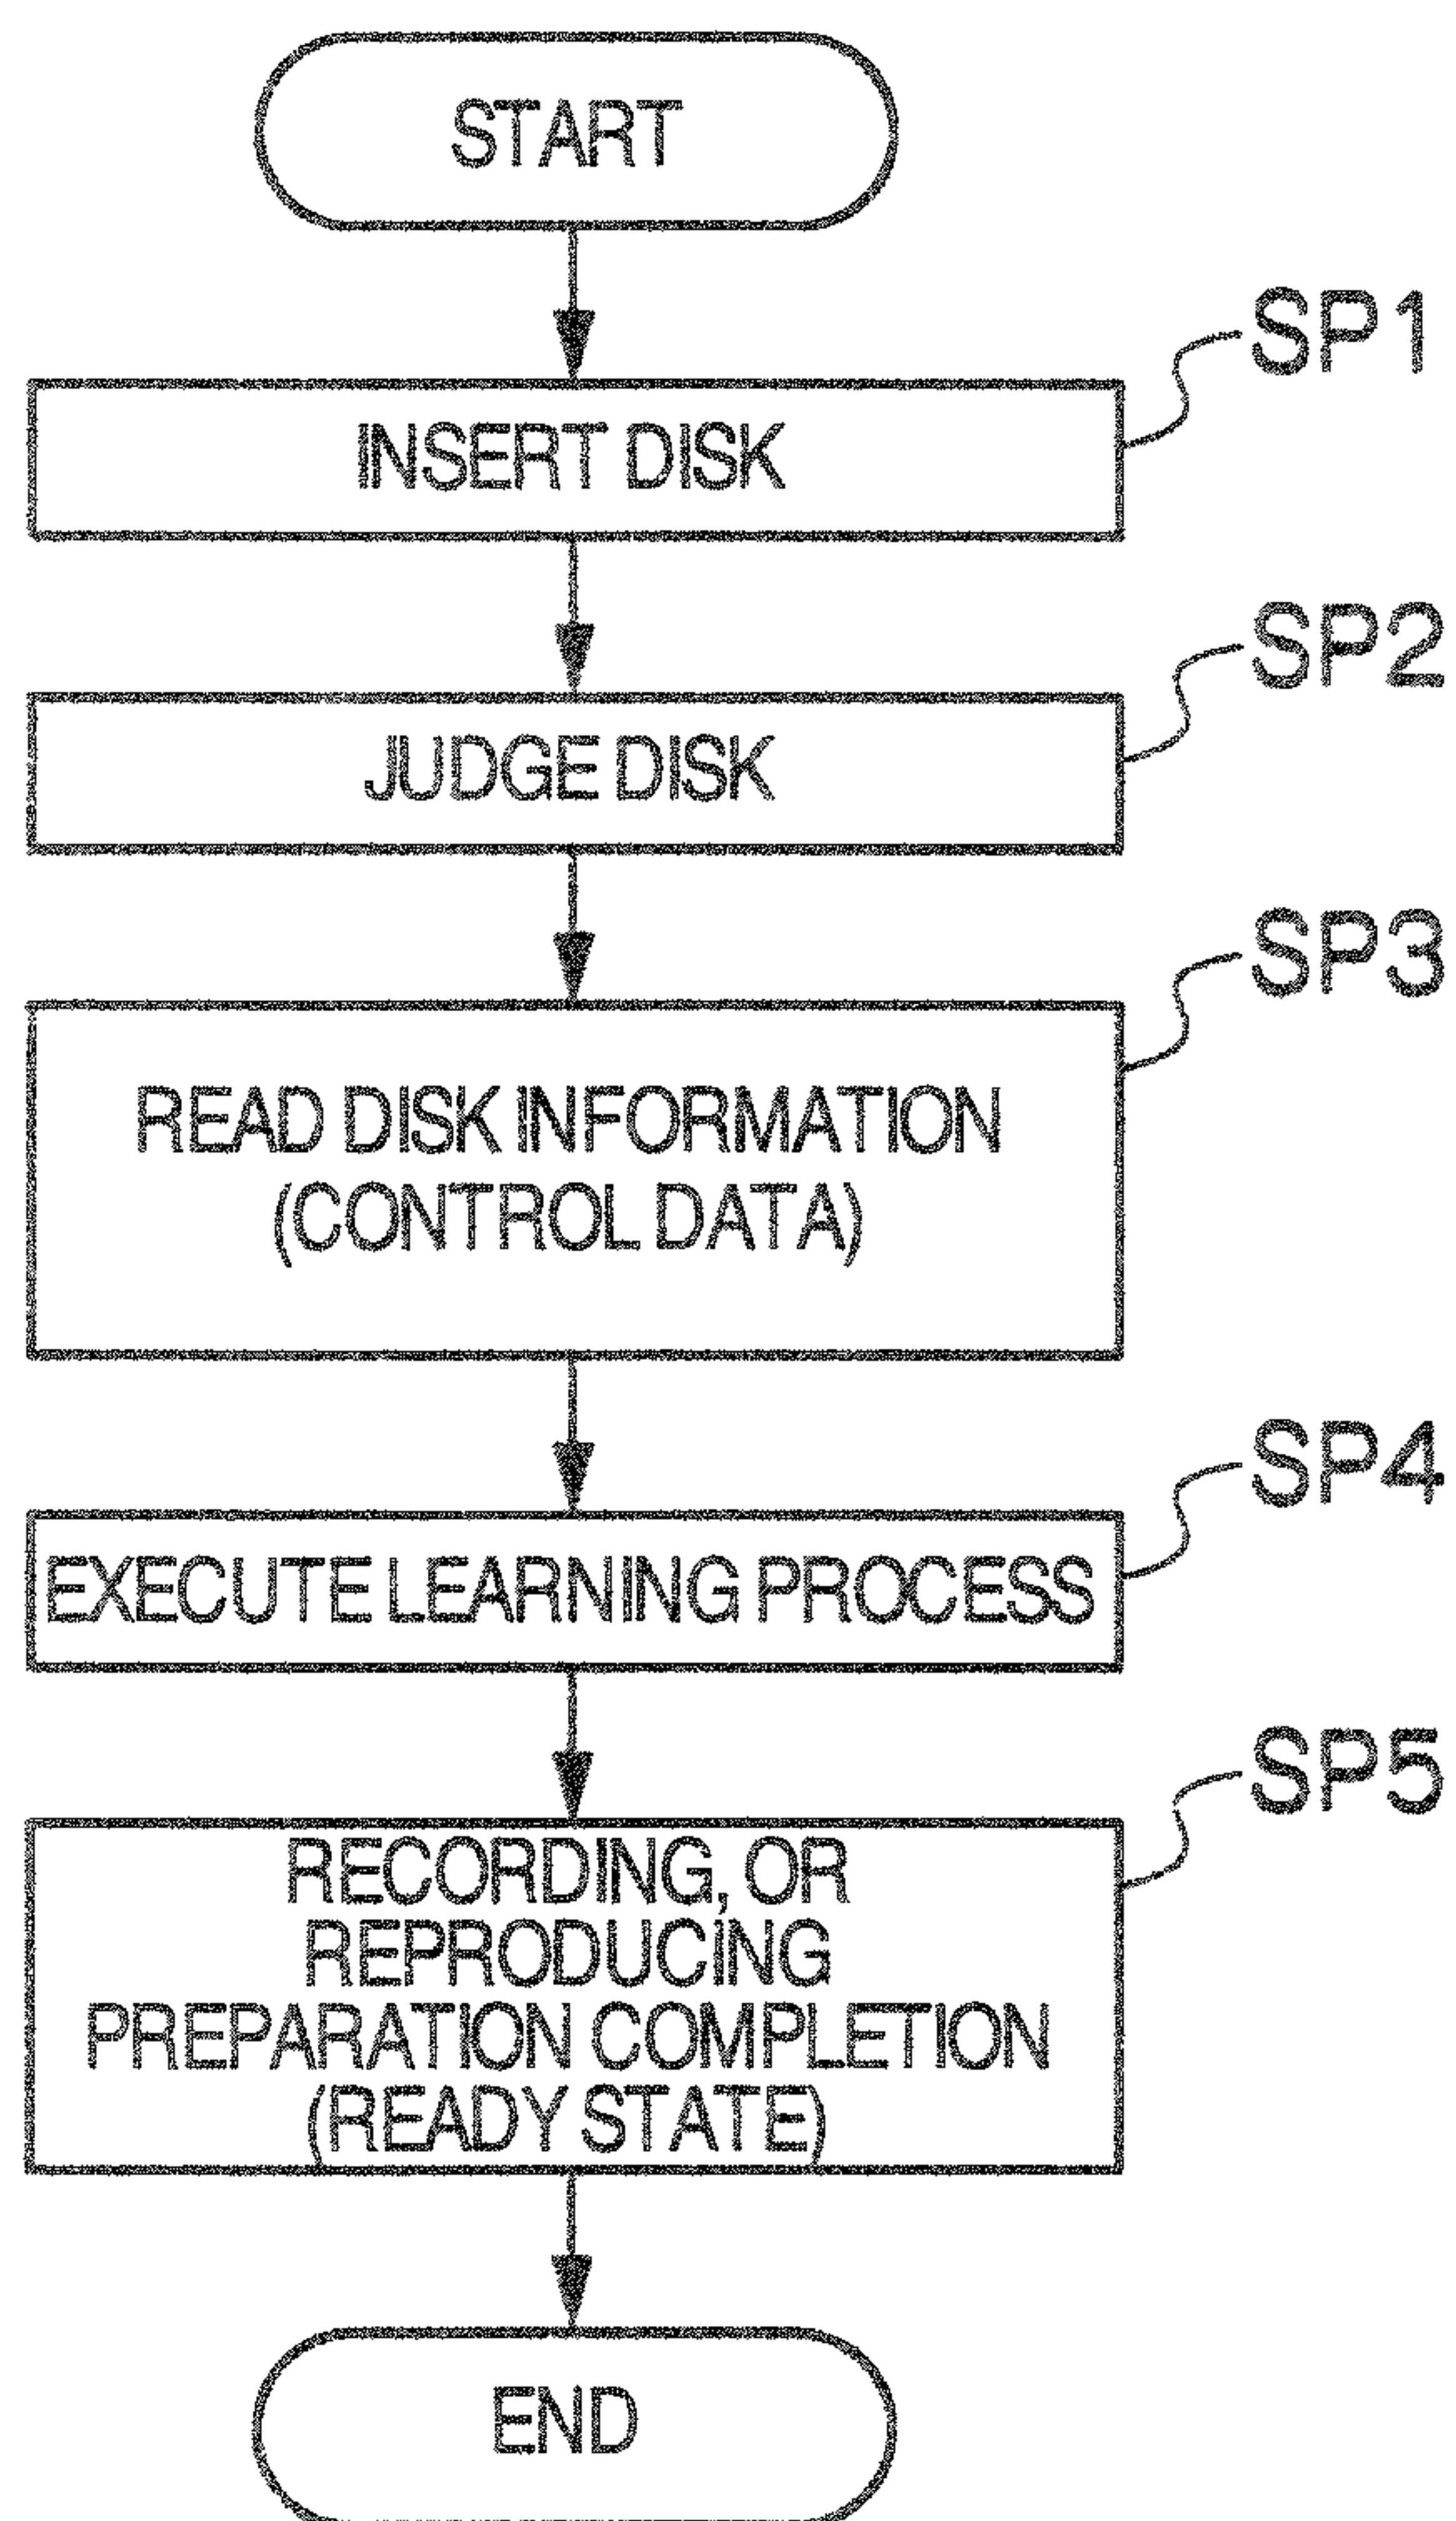 START
SP1
INSERT DISK
SP2
JUDGE DISK
SP3
READ DISK INFORMATION
(CONTROL DATA)
SP4
EXECUTE LEARNING PROCESS
SP5
RECORDING, OR
REPRODUCING
PREPARATION COMPLETION
(READY STATE)
END